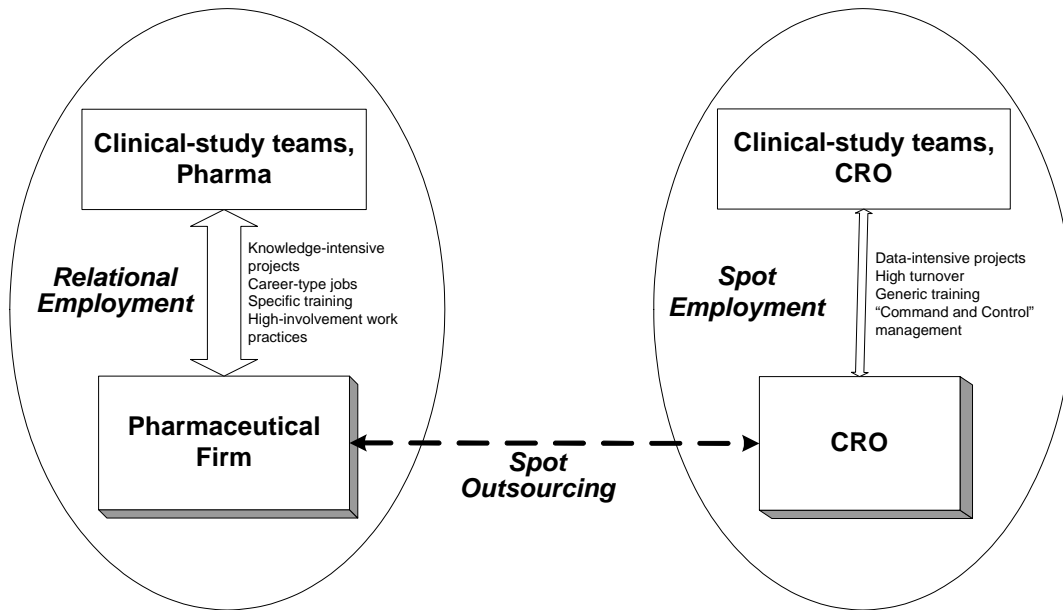 Clinical-study teams,
Pharma
Relational
Employment
Knowledge-intensive
projects
Career-type jobs
Specific training
High-involvement work
practices
Pharmaceutical
Firm
Spot
Outsourcing
Clinical-study teams,
CRO
Spot
Employment
Data-intensive projects
High turnover
Generic training
“Command and Control”
management
CRO